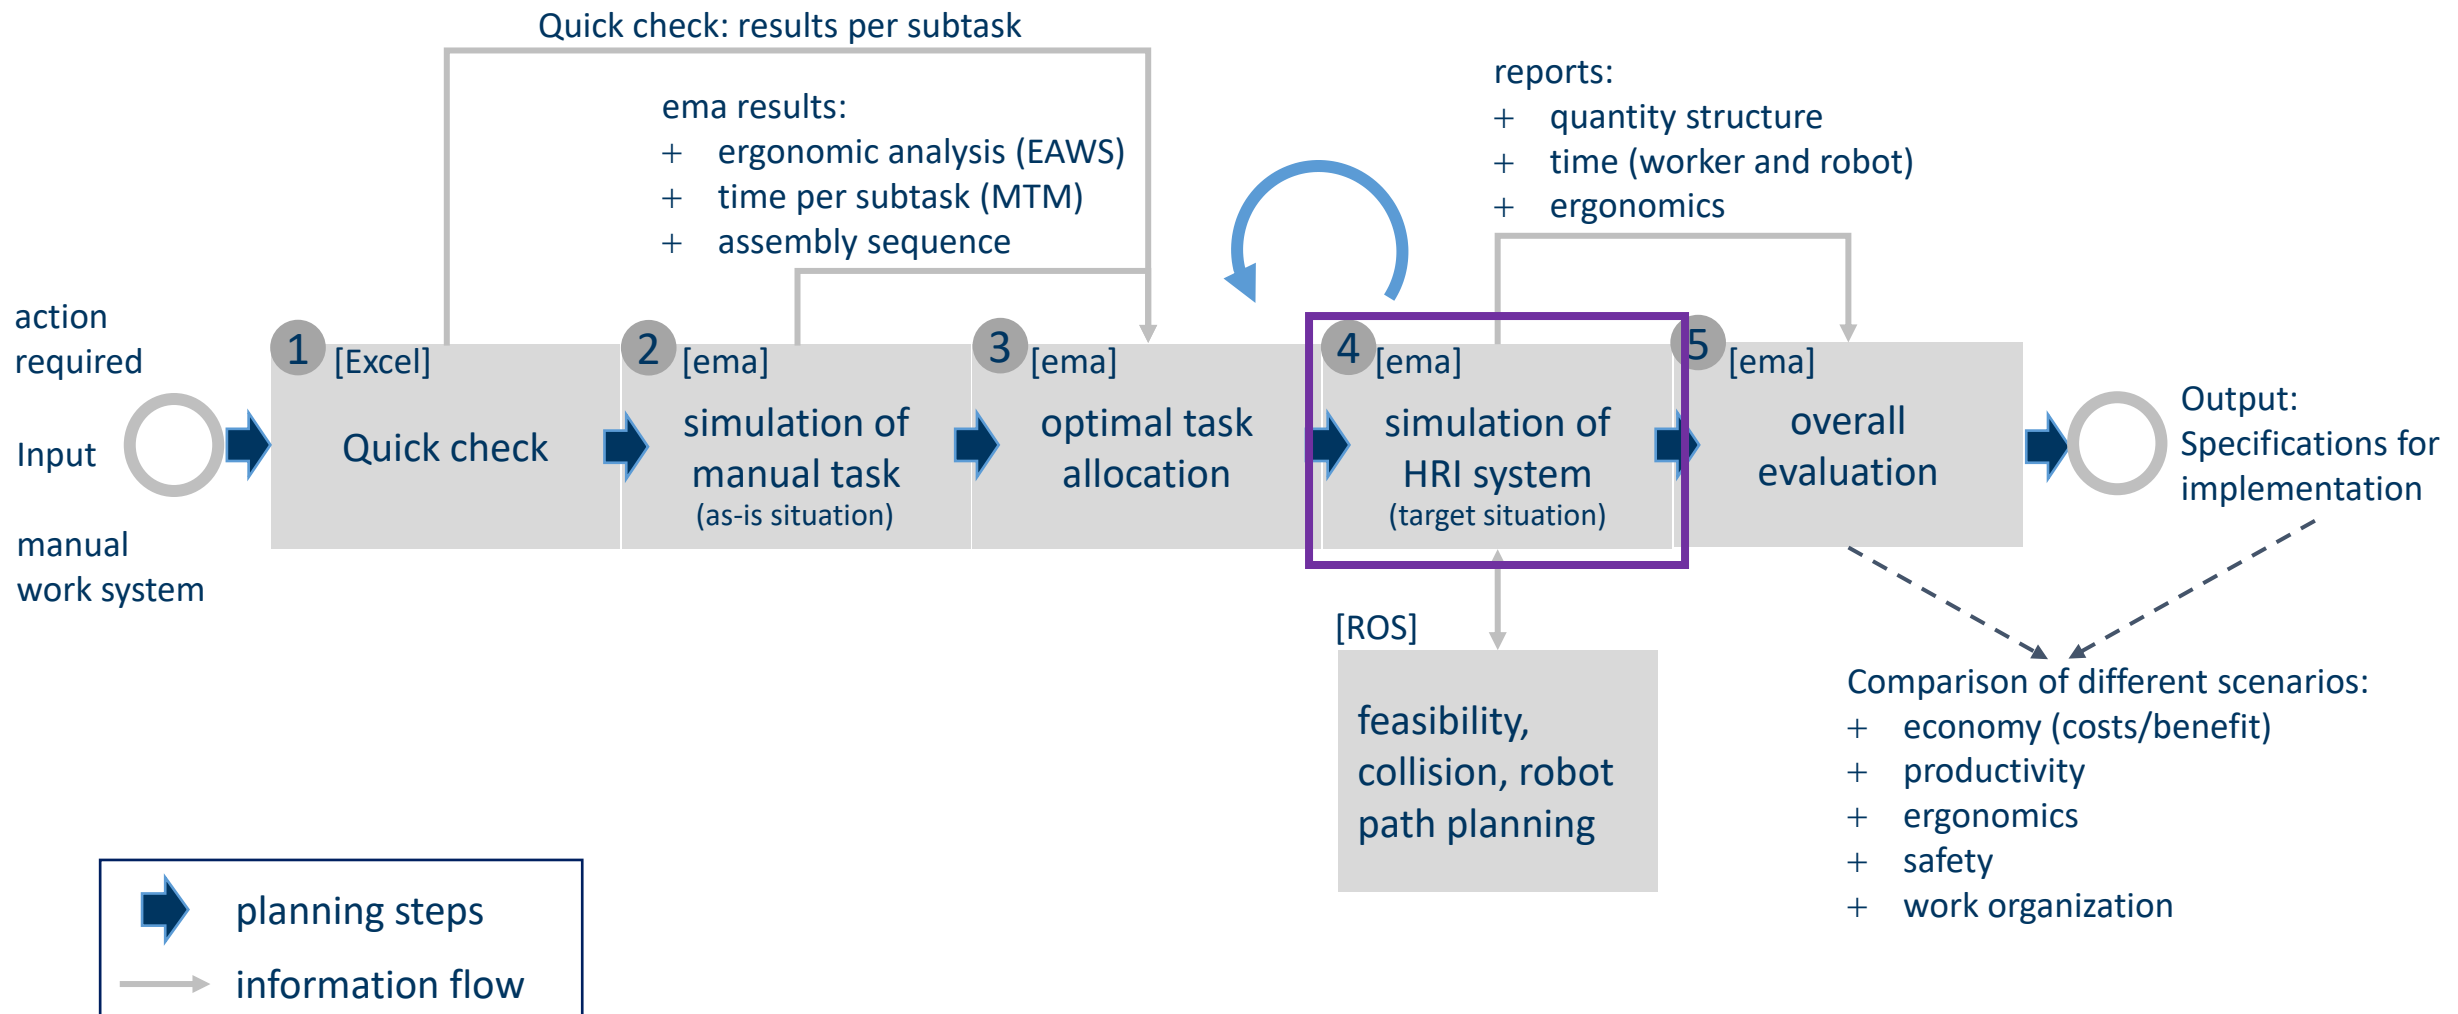 Quick check: results per subtask
ema results:
+ ergonomic analysis (EAWS)
+ time per subtask (MTM)
+ assembly sequence
reports:
+ quantity structure
+ time (worker and robot)
+ ergonomics
action
required
Input
manual
work system
1
[Excel]
Quick check
2
[ema]
simulation of
manual task
(as-is situation)
3
[ema]
optimal task
allocation
4
[ema]
simulation of
HRI system
(target situation)
5
[ema]
overall
evaluation
Output:
Specifications for
implementation
[ROS]
feasibility,
collision, robot
path planning
Comparison of different scenarios:
+ economy (costs/benefit)
+ productivity
+ ergonomics
+ safety
+ work organization
planning steps
information flow